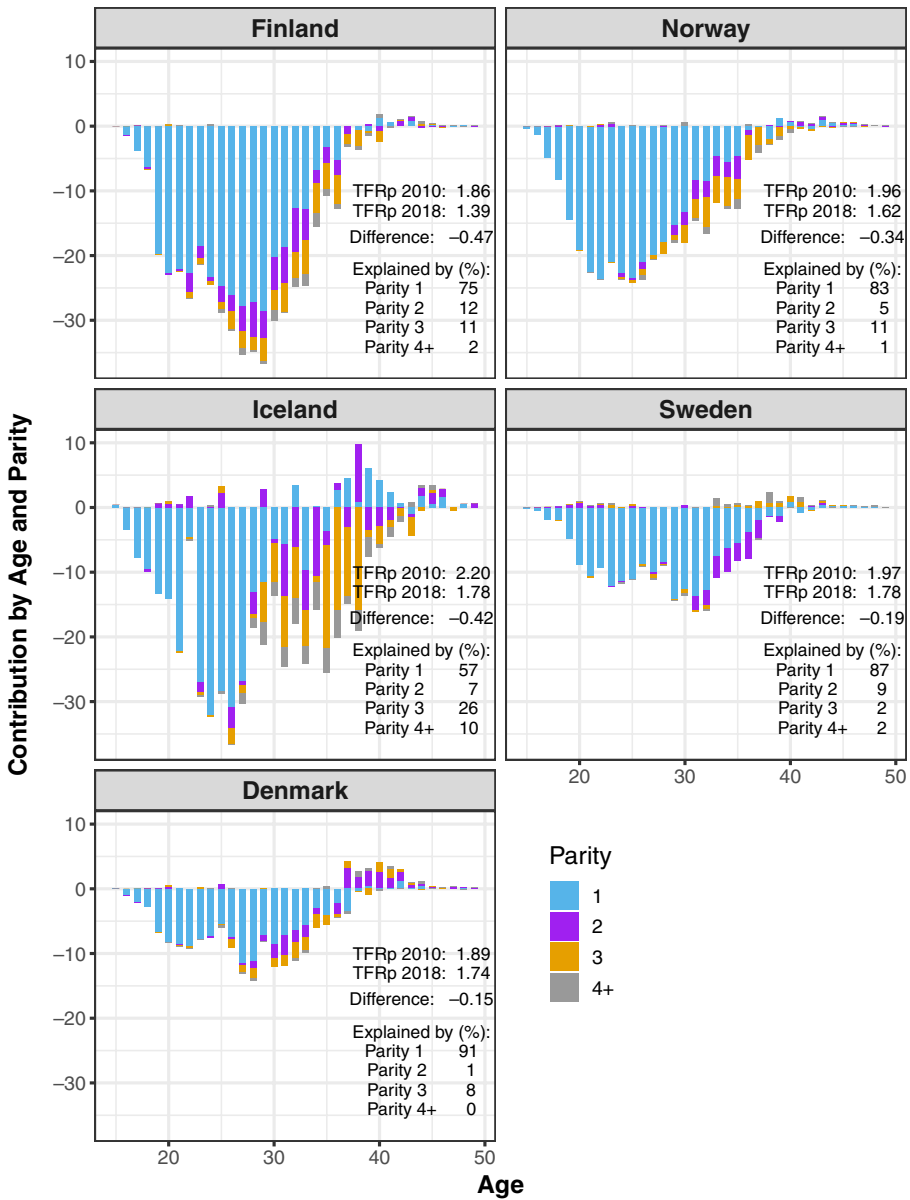 Finland
Norway
10
0
−10
−20
−30
TFRp 2010: 1.86
TFRp 2018: 1.39
Difference: −0.47
Explained by (%):
Parity 1 75
Parity 2 12
Parity 3 11
Parity 4+ 2
TFRp 2010: 1.96
TFRp 2018: 1.62
Difference: −0.34
Explained by (%):
Parity 1 83
Parity 2 5
Parity 3 11
Parity 4+ 1
Contribution by Age and Parity
Iceland
Sweden
10
0
−10
−20
−30
TFRp 2010: 2.20
TFRp 2018: 1.78
Difference: −0.42
Explained by (%):
Parity 1 57
Parity 2 7
Parity 3 26
Parity 4+ 10
TFRp 2010: 1.97
TFRp 2018: 1.78
Difference: −0.19
Explained by (%):
Parity 1 87
Parity 2 9
Parity 3 2
Parity 4+ 2
20 30 40 50
Denmark
10
0
−10
−20
−30
TFRp 2010: 1.89
TFRp 2018: 1.74
Difference: −0.15
Explained by (%):
Parity 1 91
Parity 2 1
Parity 3 8
Parity 4+ 0
20 30 40 50
Parity
1
2
3
4+
Age